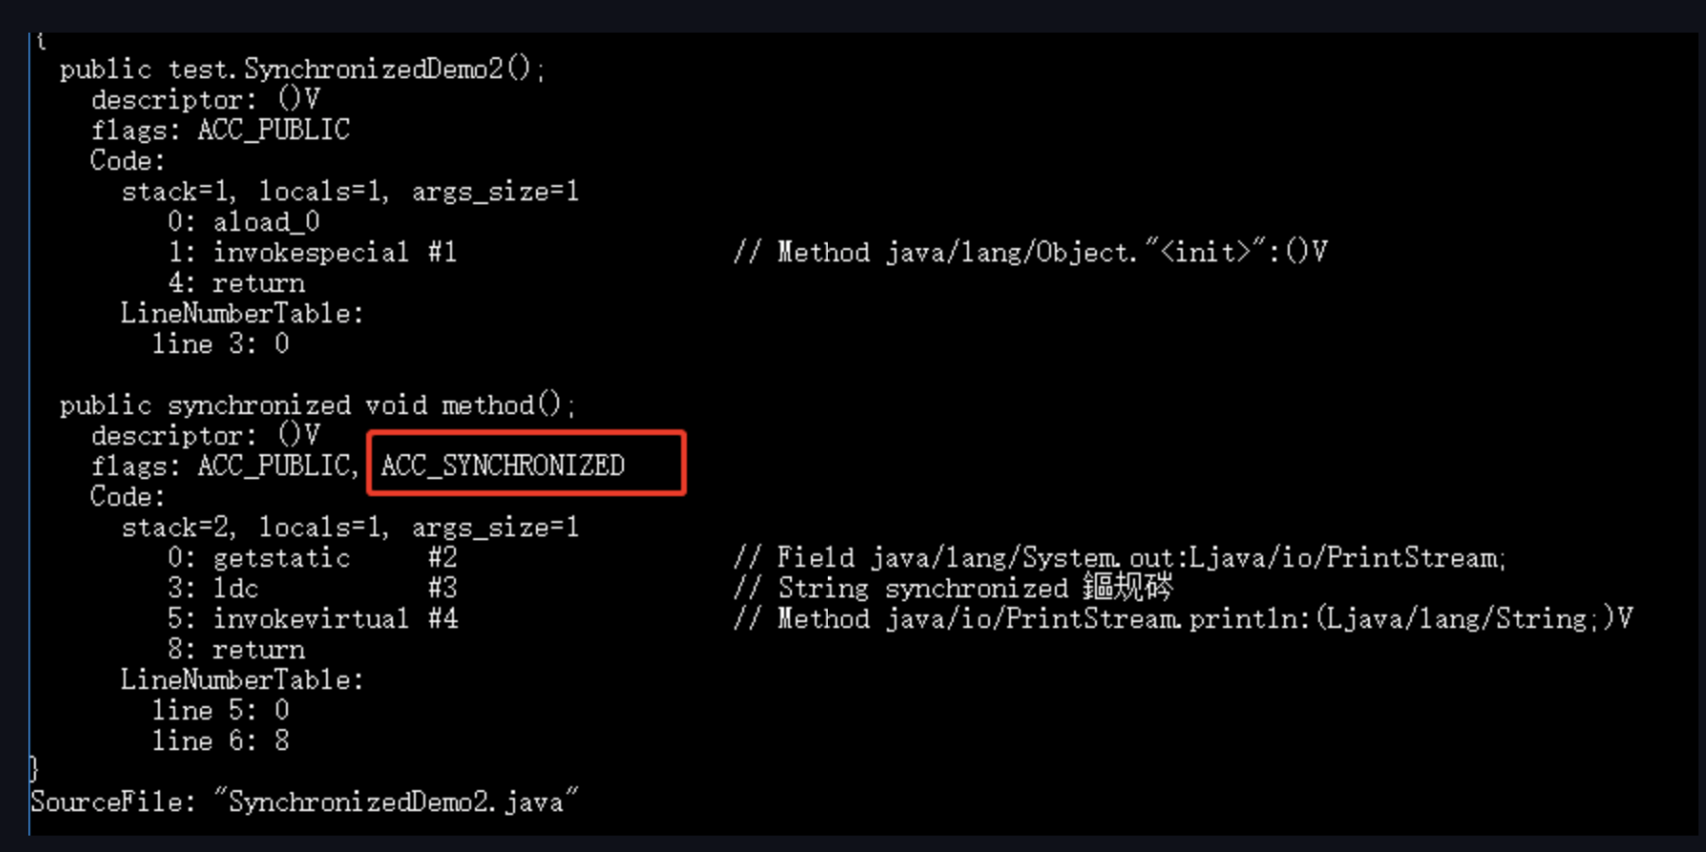 {
  public test.SynchronizedDemo2();
    descriptor: ()V
    flags: ACC_PUBLIC
    Code:
      stack=1, locals=1, args_size=1
         0: aload_0
         1: invokespecial #1                  // Method java/lang/Object."<init>":()V
         4: return
      LineNumberTable:
        line 3: 0

  public synchronized void method();
    descriptor: ()V
    flags: ACC_PUBLIC, ACC_SYNCHRONIZED
    Code:
      stack=2, locals=1, args_size=1
         0: getstatic     #2                  // Field java/lang/System.out:Ljava/io/PrintStream;
         3: ldc           #3                  // String synchronized 鏂规硶
         5: invokevirtual #4                  // Method java/io/PrintStream.println:(Ljava/lang/String;)V
         8: return
      LineNumberTable:
        line 5: 0
        line 6: 8
}
SourceFile: "SynchronizedDemo2.java"